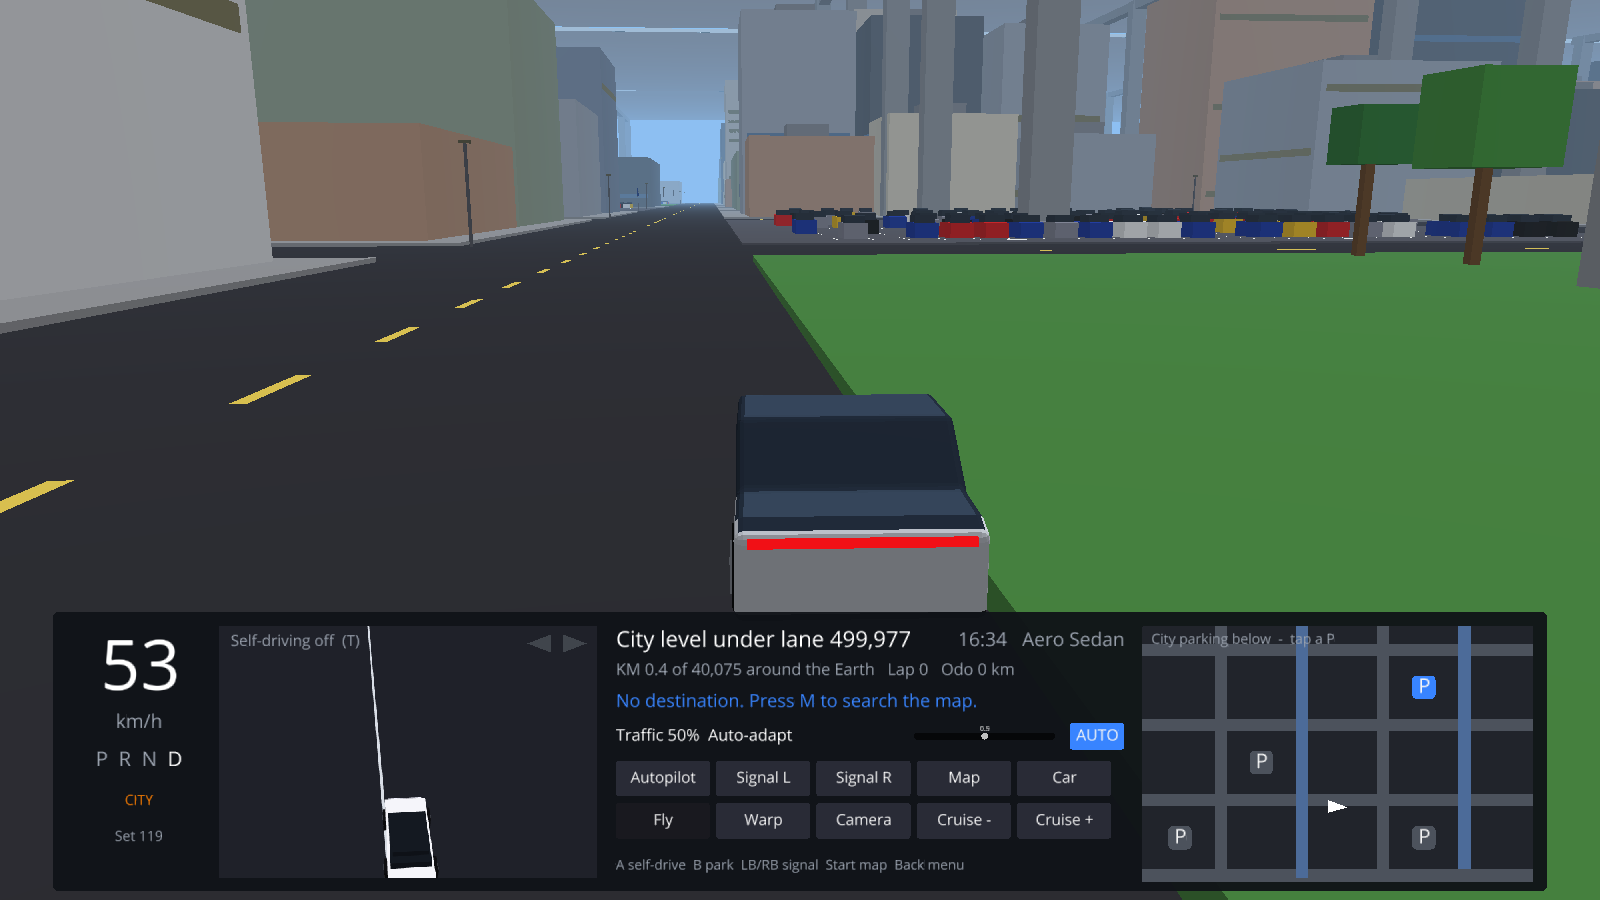 53
km/h
P R N D
CITY
Set 119
Self-driving off (T)
City level under lane 499,977
16:34 Aero Sedan
KM 0.4 of 40,075 around the Earth Lap 0 Odo 0 km
No destination. Press M to search the map.
Traffic 50% Auto-adapt
0.5
AUTO
Autopilot
Signal L
Signal R
Map
Car
Fly
Warp
Camera
Cruise -
Cruise +
A self-drive B park LB/RB signal Start map Back menu
City parking below - tap a P
P
P
P
P